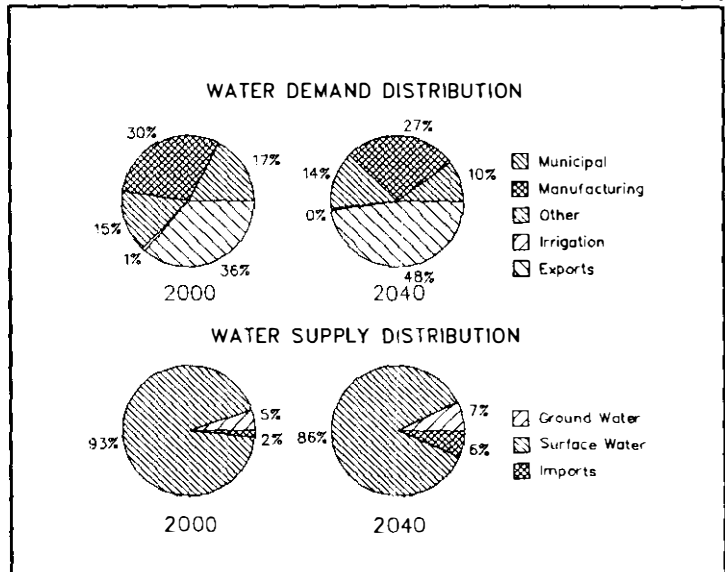 WATER DEMAND DISTRIBUTION
30%
17%
15%
1%
36%
2000
27%
14%
10%
0%
48%
2040
Municipal
Manufacturing
Other
Irrigation
Exports
WATER SUPPLY DISTRIBUTION
93%
5%
2%
2000
86%
7%
6%
2040
Ground Water
Surface Water
Imports